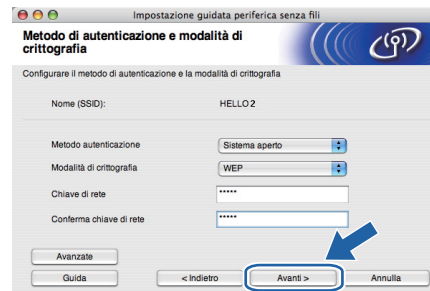 Impostazione guidata periferica senza fili
Metodo di autenticazione e modalità di
crittografia
Configurare il metodo di autenticazione e la modalità di crittografia
Nome (SSID): HELLO 2
Metodo autenticazione Sistema aperto
Modalità di crittografia WEP
Chiave di rete *****
Conferma chiave di rete *****
Avanzate
Guida < Indietro Avanti > Annulla